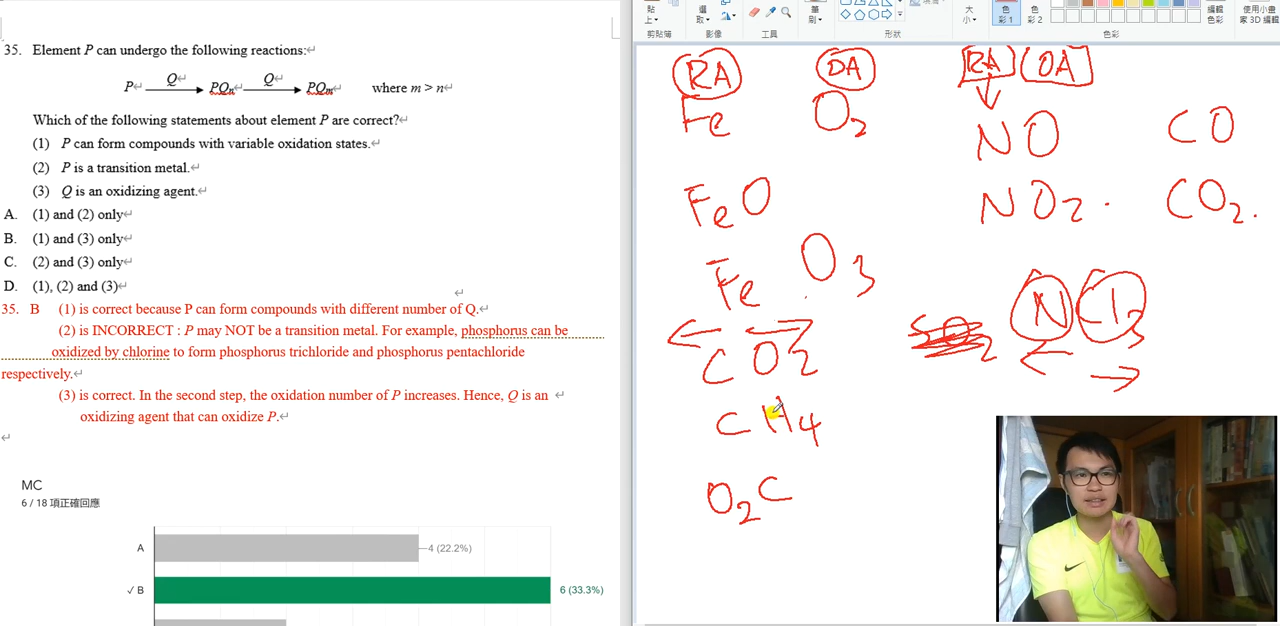 35. Element P can undergo the following reactions:
Q Q
P PQn PQm where m > n
Which of the following statements about element P are correct?
(1) P can form compounds with variable oxidation states.
(2) P is a transition metal.
(3) Q is an oxidizing agent.
A. (1) and (2) only
B. (1) and (3) only
C. (2) and (3) only
D. (1), (2) and (3)
35. B (1) is correct because P can form compounds with different number of Q.
(2) is INCORRECT : P may NOT be a transition metal. For example, phosphorus can be
oxidized by chlorine to form phosphorus trichloride and phosphorus pentachloride
respectively.
(3) is correct. In the second step, the oxidation number of P increases. Hence, Q is an
oxidizing agent that can oxidize P.
MC
6 / 18 項正確回應
A 4 (22.2%)
✓ B 6 (33.3%)
貼上 選取 筆刷 大小 色彩 1 色彩 2 編輯色彩 使用小畫家 3D 編輯
剪貼簿 影像 工具 形狀 色彩
RA OA RA OA
Fe O2 NO CO
FeO NO2 CO2
Fe O3
CO2 N Cl3
CH4
O2C